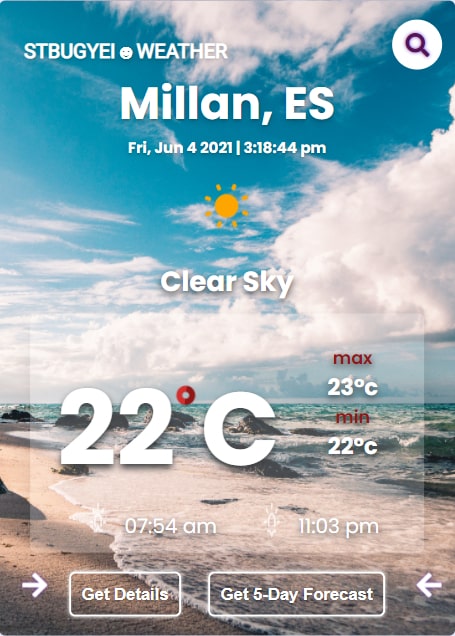 STBUGYEI☻WEATHER
Millan, ES
Fri, Jun 4 2021 | 3:18:44 pm
Clear Sky
22°C
max
23°c
min
22°c
07:54 am 11:03 pm
Get Details Get 5-Day Forecast